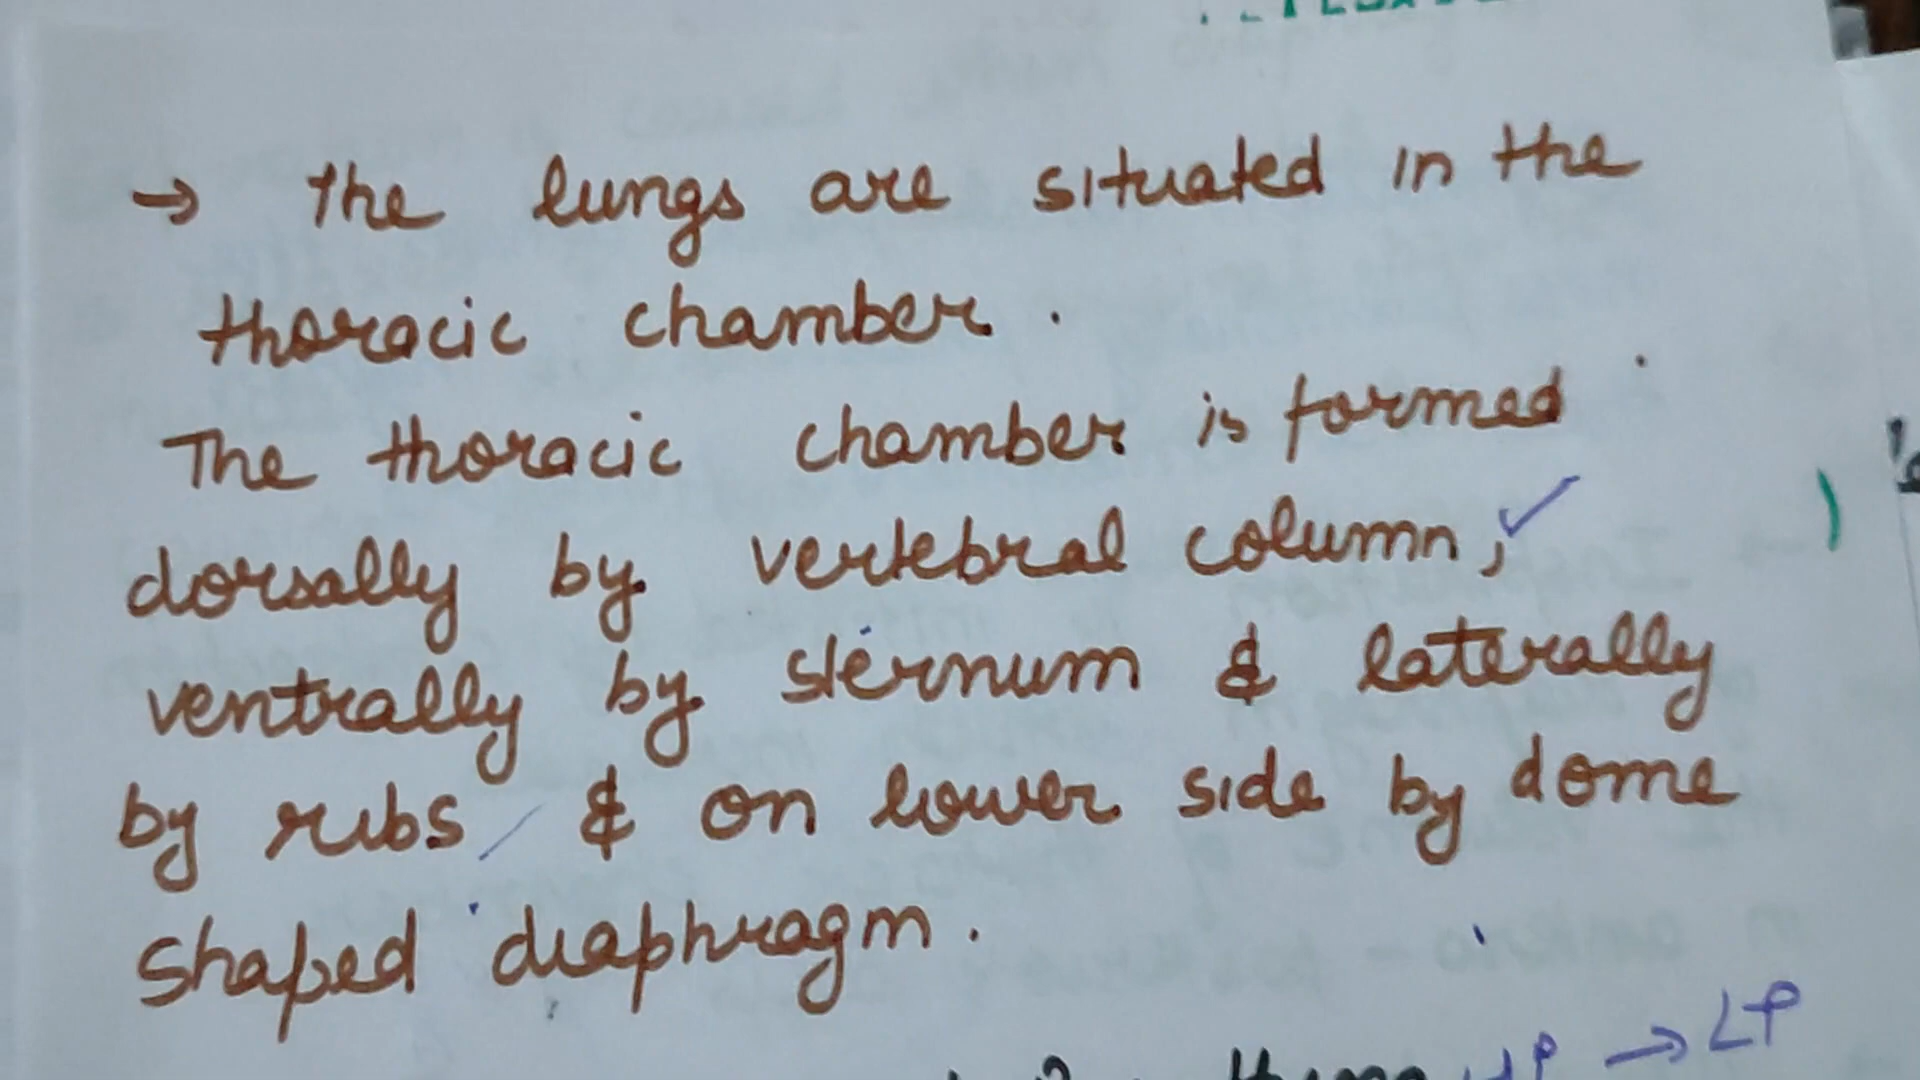 → The lungs are situated in the
thoracic chamber.
The thoracic chamber is formed
dorsally by vertebral column,
ventrally by sternum & laterally
by ribs & on lower side by dome
shaped diaphragm.
→ LP